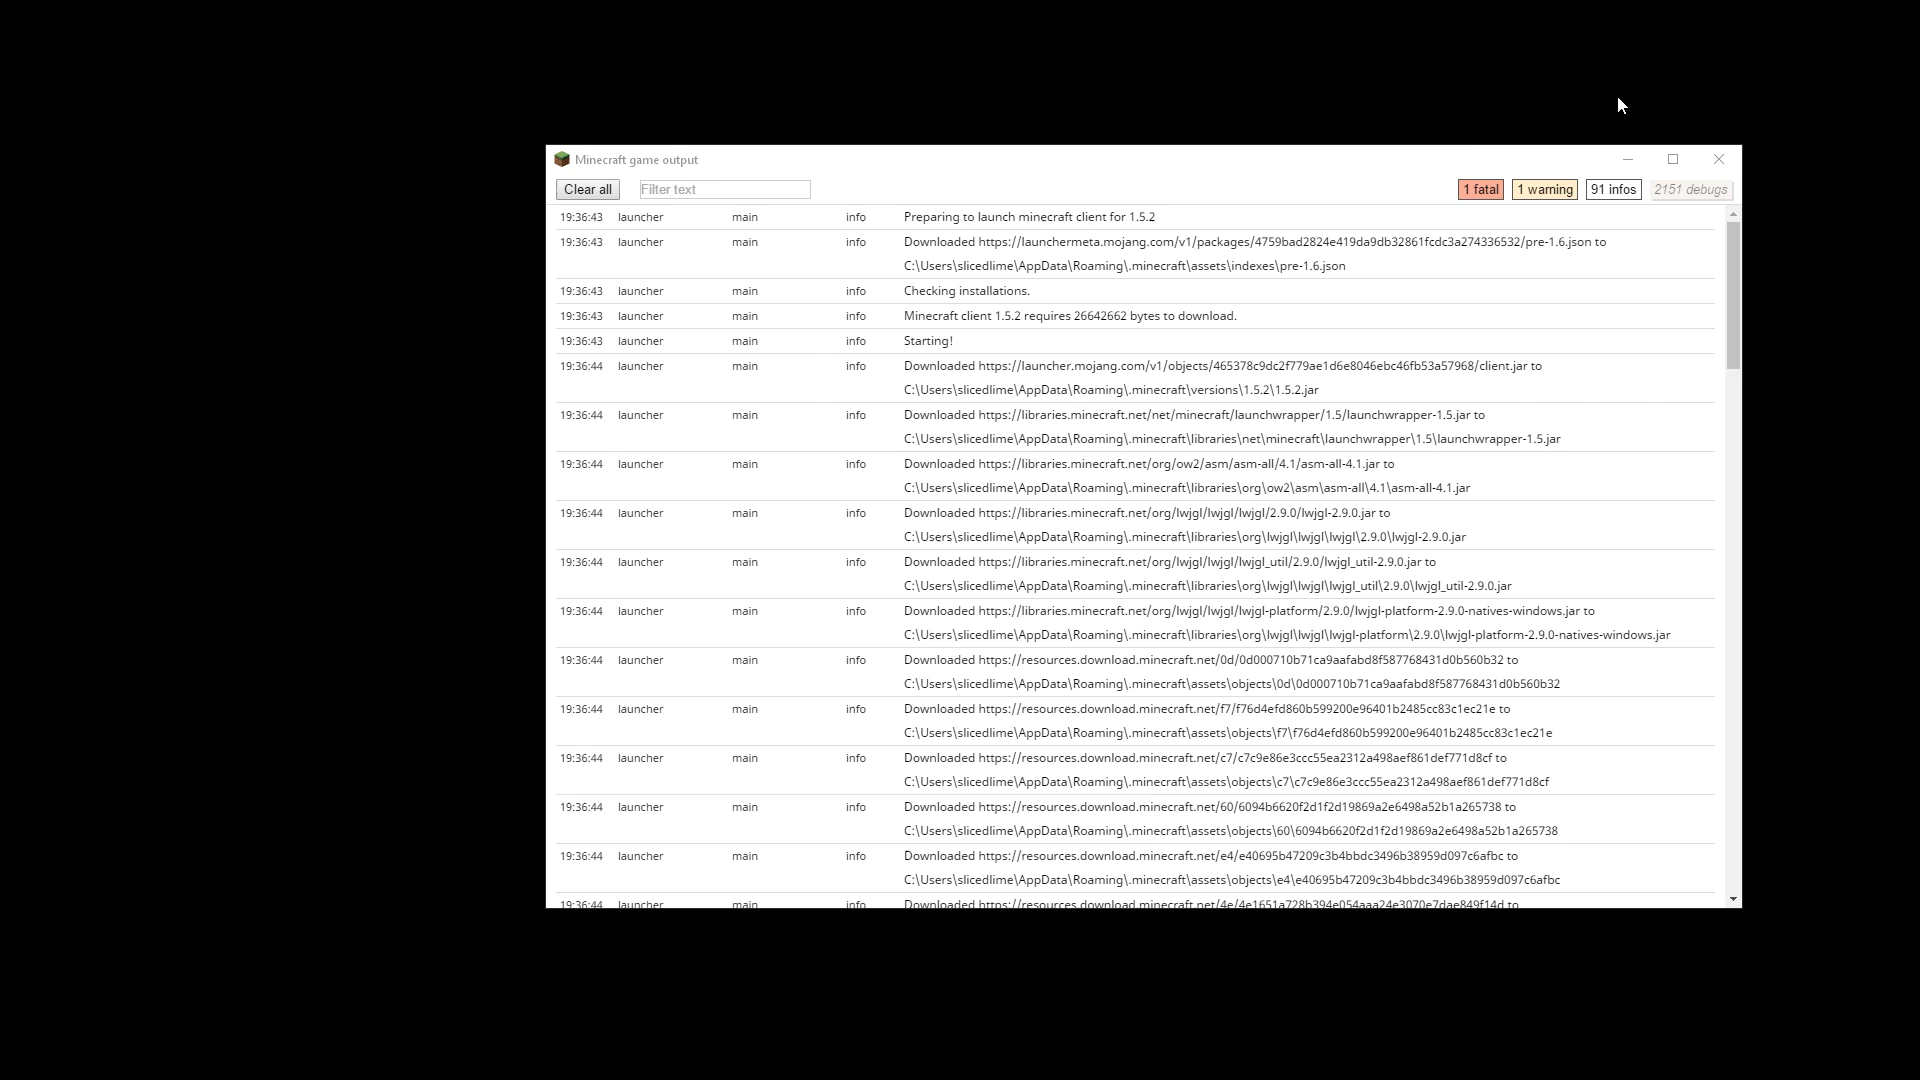 Minecraft game output
Clear all Filter text 1 fatal 1 warning 91 infos 2151 debugs
19:36:43 launcher main info Preparing to launch minecraft client for 1.5.2
19:36:43 launcher main info Downloaded https://launchermeta.mojang.com/v1/packages/4759bad2824e419da9db32861fcdc3a274336532/pre-1.6.json to
C:\Users\slicedlime\AppData\Roaming\.minecraft\assets\indexes\pre-1.6.json
19:36:43 launcher main info Checking installations.
19:36:43 launcher main info Minecraft client 1.5.2 requires 26642662 bytes to download.
19:36:43 launcher main info Starting!
19:36:44 launcher main info Downloaded https://launcher.mojang.com/v1/objects/465378c9dc2f779ae1d6e8046ebc46fb53a57968/client.jar to
C:\Users\slicedlime\AppData\Roaming\.minecraft\versions\1.5.2\1.5.2.jar
19:36:44 launcher main info Downloaded https://libraries.minecraft.net/net/minecraft/launchwrapper/1.5/launchwrapper-1.5.jar to
C:\Users\slicedlime\AppData\Roaming\.minecraft\libraries\net\minecraft\launchwrapper\1.5\launchwrapper-1.5.jar
19:36:44 launcher main info Downloaded https://libraries.minecraft.net/org/ow2/asm/asm-all/4.1/asm-all-4.1.jar to
C:\Users\slicedlime\AppData\Roaming\.minecraft\libraries\org\ow2\asm\asm-all\4.1\asm-all-4.1.jar
19:36:44 launcher main info Downloaded https://libraries.minecraft.net/org/lwjgl/lwjgl/lwjgl/2.9.0/lwjgl-2.9.0.jar to
C:\Users\slicedlime\AppData\Roaming\.minecraft\libraries\org\lwjgl\lwjgl\lwjgl\2.9.0\lwjgl-2.9.0.jar
19:36:44 launcher main info Downloaded https://libraries.minecraft.net/org/lwjgl/lwjgl/lwjgl_util/2.9.0/lwjgl_util-2.9.0.jar to
C:\Users\slicedlime\AppData\Roaming\.minecraft\libraries\org\lwjgl\lwjgl\lwjgl_util\2.9.0\lwjgl_util-2.9.0.jar
19:36:44 launcher main info Downloaded https://libraries.minecraft.net/org/lwjgl/lwjgl/lwjgl-platform/2.9.0/lwjgl-platform-2.9.0-natives-windows.jar to
C:\Users\slicedlime\AppData\Roaming\.minecraft\libraries\org\lwjgl\lwjgl\lwjgl-platform\2.9.0\lwjgl-platform-2.9.0-natives-windows.jar
19:36:44 launcher main info Downloaded https://resources.download.minecraft.net/0d/0d000710b71ca9aafabd8f587768431d0b560b32 to
C:\Users\slicedlime\AppData\Roaming\.minecraft\assets\objects\0d\0d000710b71ca9aafabd8f587768431d0b560b32
19:36:44 launcher main info Downloaded https://resources.download.minecraft.net/f7/f76d4efd860b599200e96401b2485cc83c1ec21e to
C:\Users\slicedlime\AppData\Roaming\.minecraft\assets\objects\f7\f76d4efd860b599200e96401b2485cc83c1ec21e
19:36:44 launcher main info Downloaded https://resources.download.minecraft.net/c7/c7c9e86e3ccc55ea2312a498aef861def771d8cf to
C:\Users\slicedlime\AppData\Roaming\.minecraft\assets\objects\c7\c7c9e86e3ccc55ea2312a498aef861def771d8cf
19:36:44 launcher main info Downloaded https://resources.download.minecraft.net/60/6094b6620f2d1f2d19869a2e6498a52b1a265738 to
C:\Users\slicedlime\AppData\Roaming\.minecraft\assets\objects\60\6094b6620f2d1f2d19869a2e6498a52b1a265738
19:36:44 launcher main info Downloaded https://resources.download.minecraft.net/e4/e40695b47209c3b4bbdc3496b38959d097c6afbc to
C:\Users\slicedlime\AppData\Roaming\.minecraft\assets\objects\e4\e40695b47209c3b4bbdc3496b38959d097c6afbc
19:36:44 launcher main info Downloaded https://resources.download.minecraft.net/4e/4e1651a728b394e054aaa24e3070e7dae849f14d to